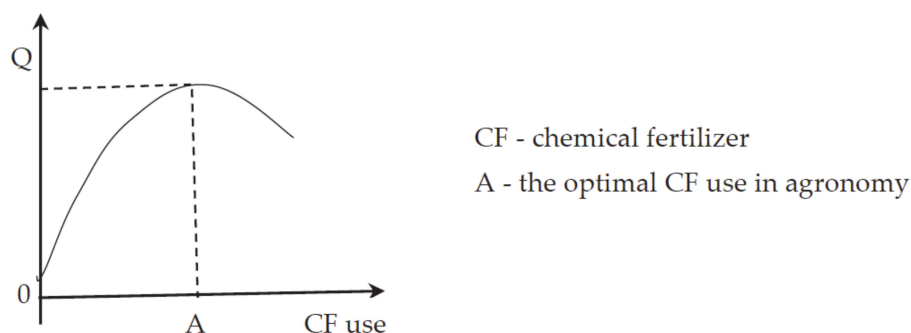 Q
CF - chemical fertilizer
A - the optimal CF use in agronomy
0
A
CF use